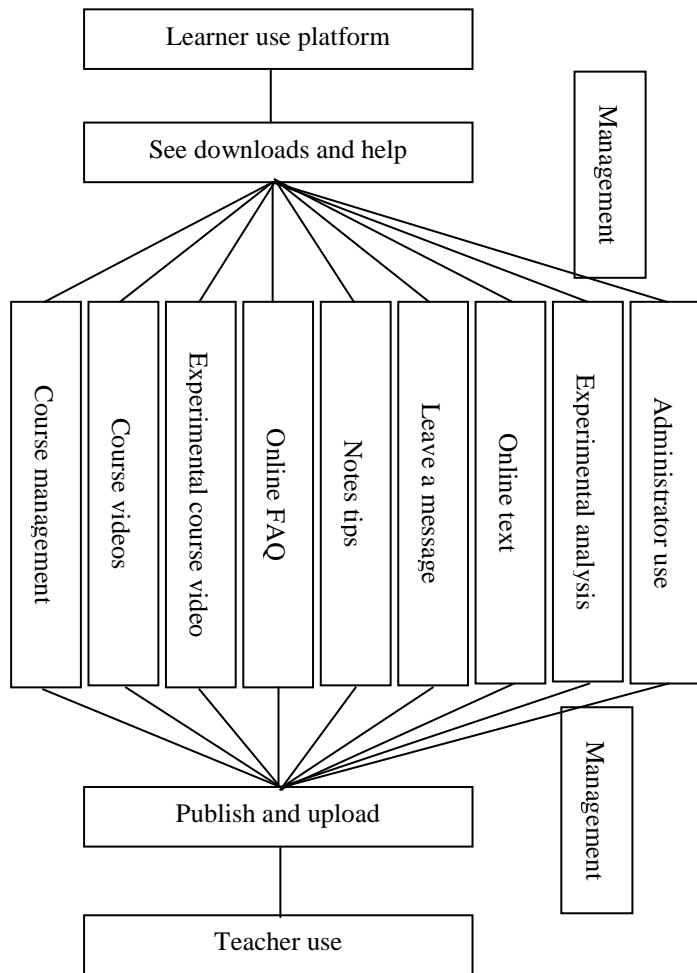 Learner use platform
Management
See downloads and help
Course management
Course videos
Experimental course video
Online FAQ
Notes tips
Leave a message
Online text
Experimental analysis
Administrator use
Management
Publish and upload
Teacher use